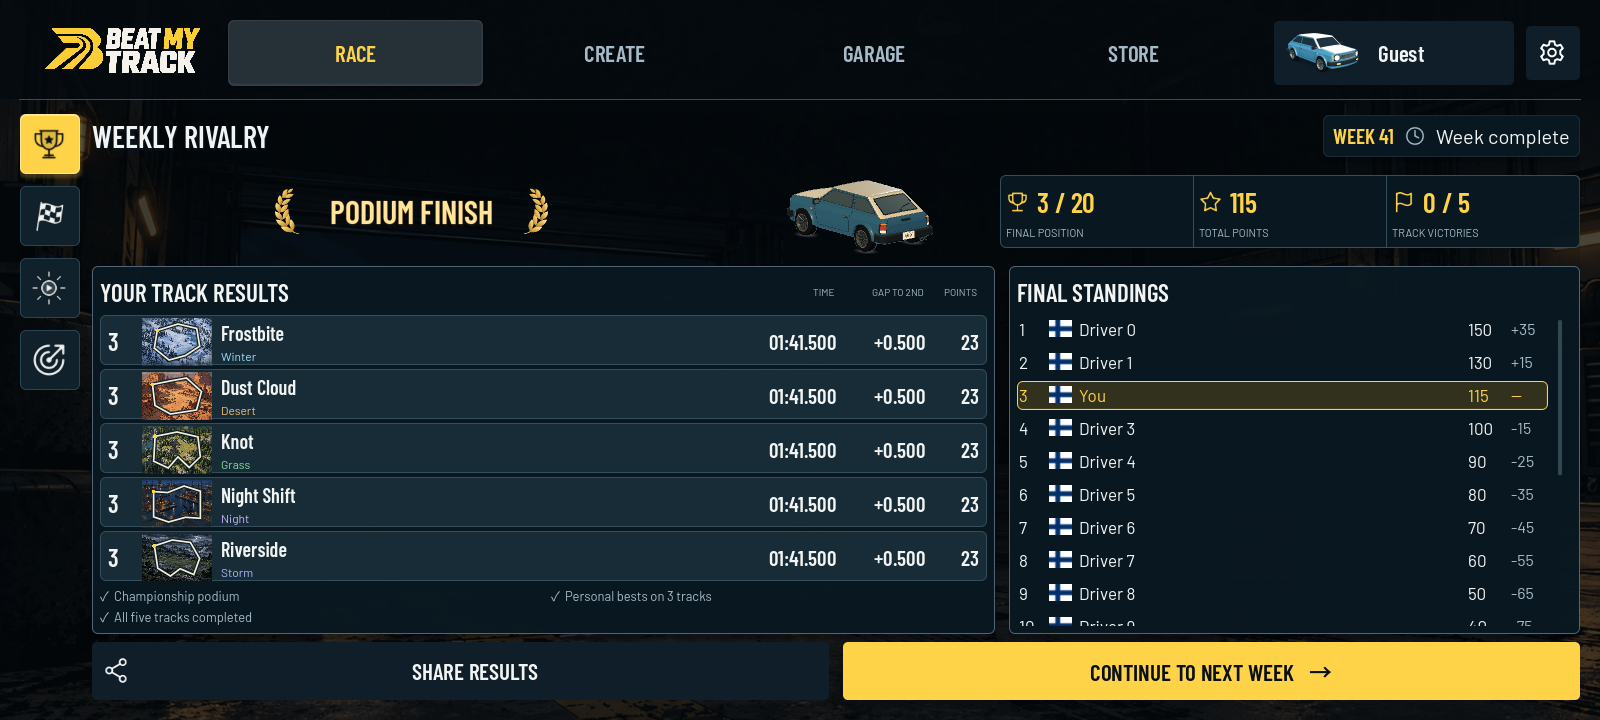 BEAT MY TRACK
RACE
CREATE
GARAGE
STORE
Guest
WEEKLY RIVALRY
WEEK 41 Week complete
PODIUM FINISH
3 / 20
FINAL POSITION
115
TOTAL POINTS
0 / 5
TRACK VICTORIES
YOUR TRACK RESULTS TIME GAP TO 2ND POINTS
3 Frostbite 01:41.500 +0.500 23
Winter
3 Dust Cloud 01:41.500 +0.500 23
Desert
3 Knot 01:41.500 +0.500 23
Grass
3 Night Shift 01:41.500 +0.500 23
Night
3 Riverside 01:41.500 +0.500 23
Storm
✓ Championship podium
✓ Personal bests on 3 tracks
✓ All five tracks completed
FINAL STANDINGS
1 Driver 0 150 +35
2 Driver 1 130 +15
3 You 115 –
4 Driver 3 100 -15
5 Driver 4 90 -25
6 Driver 5 80 -35
7 Driver 6 70 -45
8 Driver 7 60 -55
9 Driver 8 50 -65
10 Driver 9 40 -75
SHARE RESULTS
CONTINUE TO NEXT WEEK →